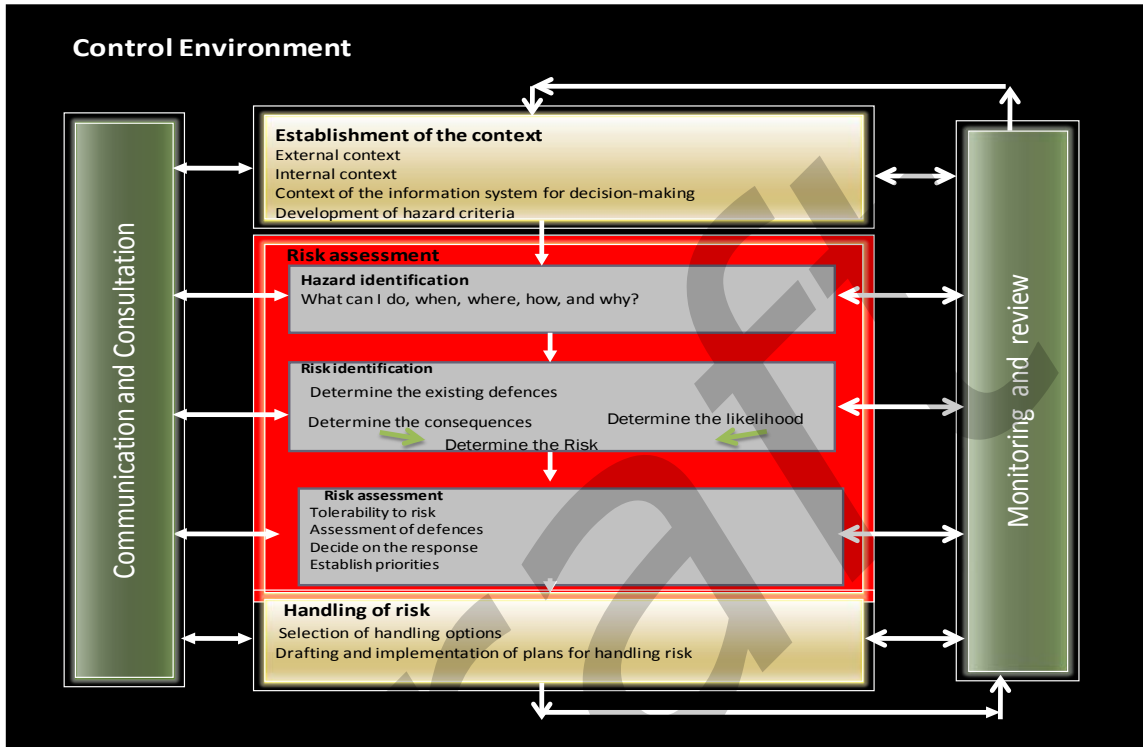 Control Environment
Communication and Consultation
Establishment of the context
External context
Internal context
Context of the information system for decision-making
Development of hazard criteria
Risk assessment
Hazard identification
What can I do, when, where, how, and why?
Risk identification
Determine the existing defences
Determine the consequences
Determine the likelihood
Determine the Risk
Risk assessment
Tolerability to risk
Assessment of defences
Decide on the response
Establish priorities
Handling of risk
Selection of handling options
Drafting and implementation of plans for handling risk
Monitoring and review